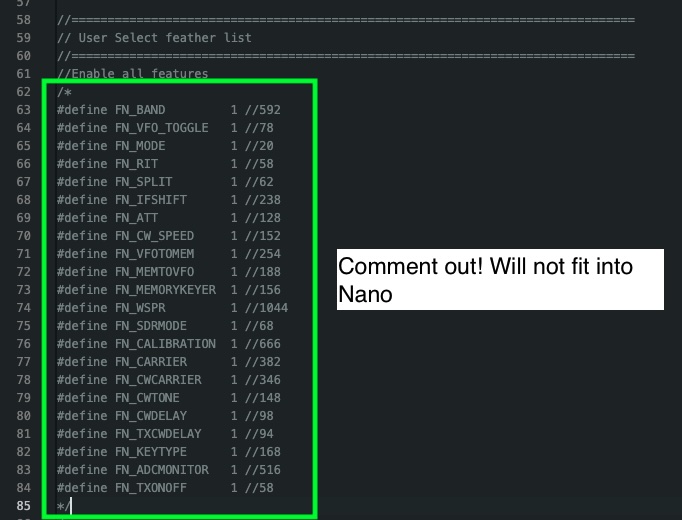 57
58 //==============================================================================
59 // User Select feather list
60 //==============================================================================
61 //Enable all features
62 /*
63 #define FN_BAND 1 //592
64 #define FN_VFO_TOGGLE 1 //78
65 #define FN_MODE 1 //20
66 #define FN_RIT 1 //58
67 #define FN_SPLIT 1 //62
68 #define FN_IFSHIFT 1 //238
69 #define FN_ATT 1 //128
70 #define FN_CW_SPEED 1 //152
71 #define FN_VFOTOMEM 1 //254
72 #define FN_MEMTOVFO 1 //188
73 #define FN_MEMORYKEYER 1 //156
74 #define FN_WSPR 1 //1044
75 #define FN_SDRMODE 1 //68
76 #define FN_CALIBRATION 1 //666
77 #define FN_CARRIER 1 //382
78 #define FN_CWCARRIER 1 //346
79 #define FN_CWTONE 1 //148
80 #define FN_CWDELAY 1 //98
81 #define FN_TXCWDELAY 1 //94
82 #define FN_KEYTYPE 1 //168
83 #define FN_ADCMONITOR 1 //516
84 #define FN_TXONOFF 1 //58
85 */
Comment out! Will not fit into
Nano